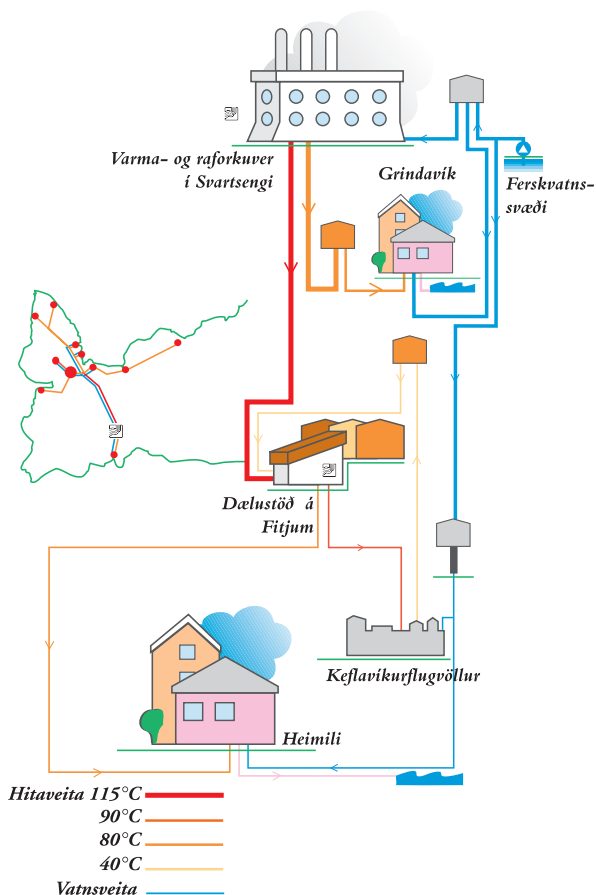 Varma- og raforkuver
í Svartsengi
Grindavík
Ferskvatns-
svæði
Dælustöð á
Fitjum
Keflavíkurflugvöllur
Heimili
Hitaveita 115°C
90°C
80°C
40°C
Vatnsveita